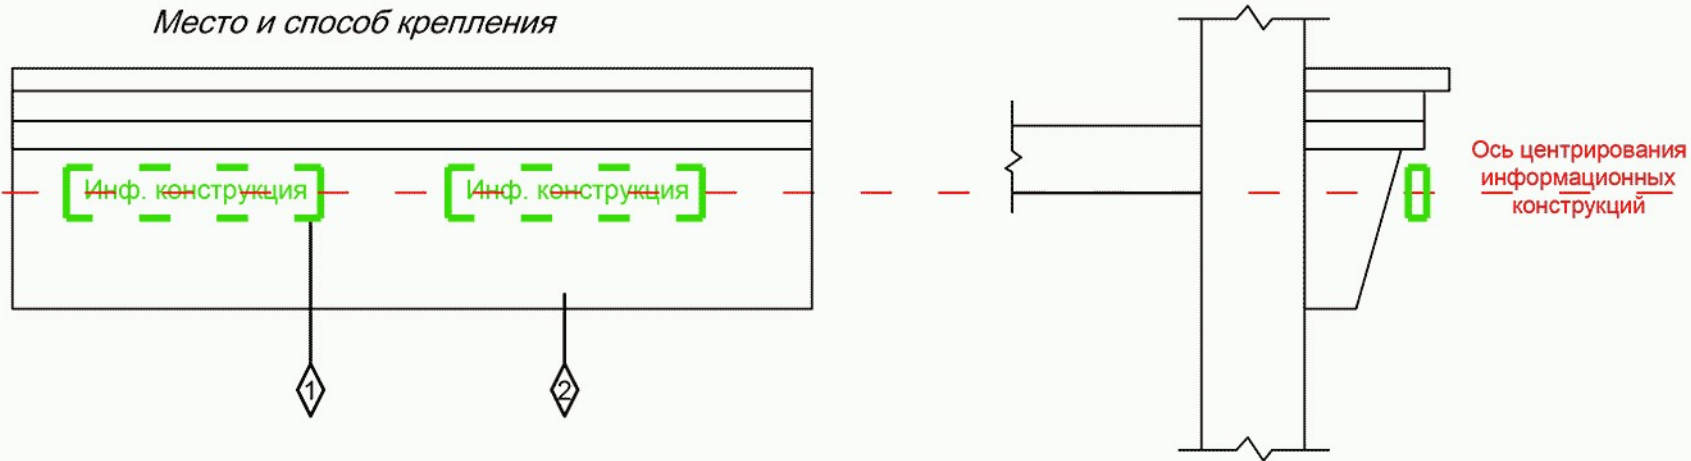 Место и способ крепления
Инф. конструкция
Инф. конструкция
Ось центрирования
информационных
конструкций
1
2